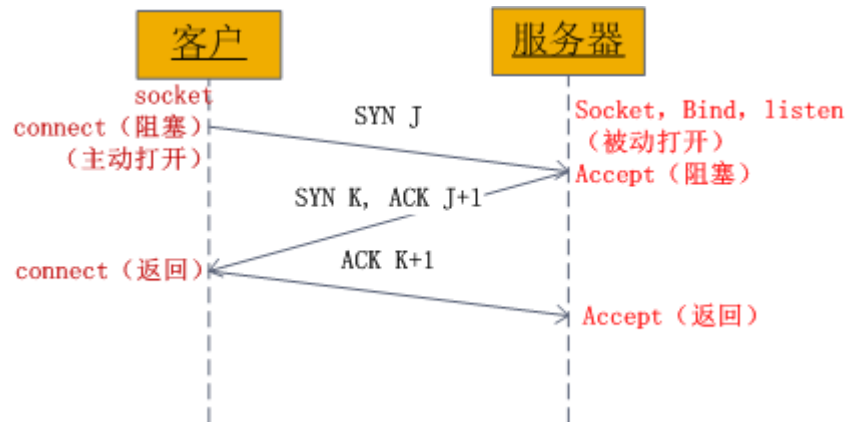 客户
服务器
socket
connect（阻塞）
（主动打开）
SYN J
Socket, Bind, listen
（被动打开）
Accept（阻塞）
SYN K, ACK J+1
connect（返回）
ACK K+1
Accept（返回）